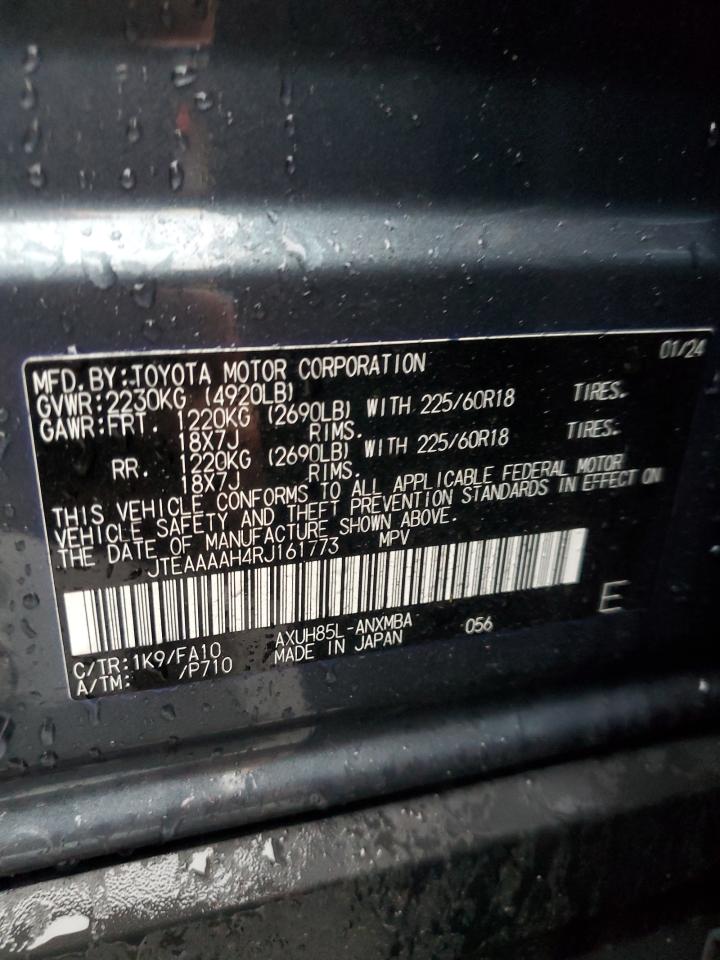 01/24
MFD.BY:TOYOTA MOTOR CORPORATION
GVWR:2230KG (4920LB)
GAWR:FRT. 1220KG (2690LB) WITH 225/60R18 TIRES.
18X7J RIMS.
RR. 1220KG (2690LB) WITH 225/60R18 TIRES.
18X7J RIMS.
THIS VEHICLE CONFORMS TO ALL APPLICABLE FEDERAL MOTOR
VEHICLE SAFETY AND THEFT PREVENTION STANDARDS IN EFFECT ON
THE DATE OF MANUFACTURE SHOWN ABOVE.
JTEAAAAH4RJ161773 MPV
E
C/TR:1K9/FA10 AXUH85L-ANXMBA 056
A/TM: /P710 MADE IN JAPAN